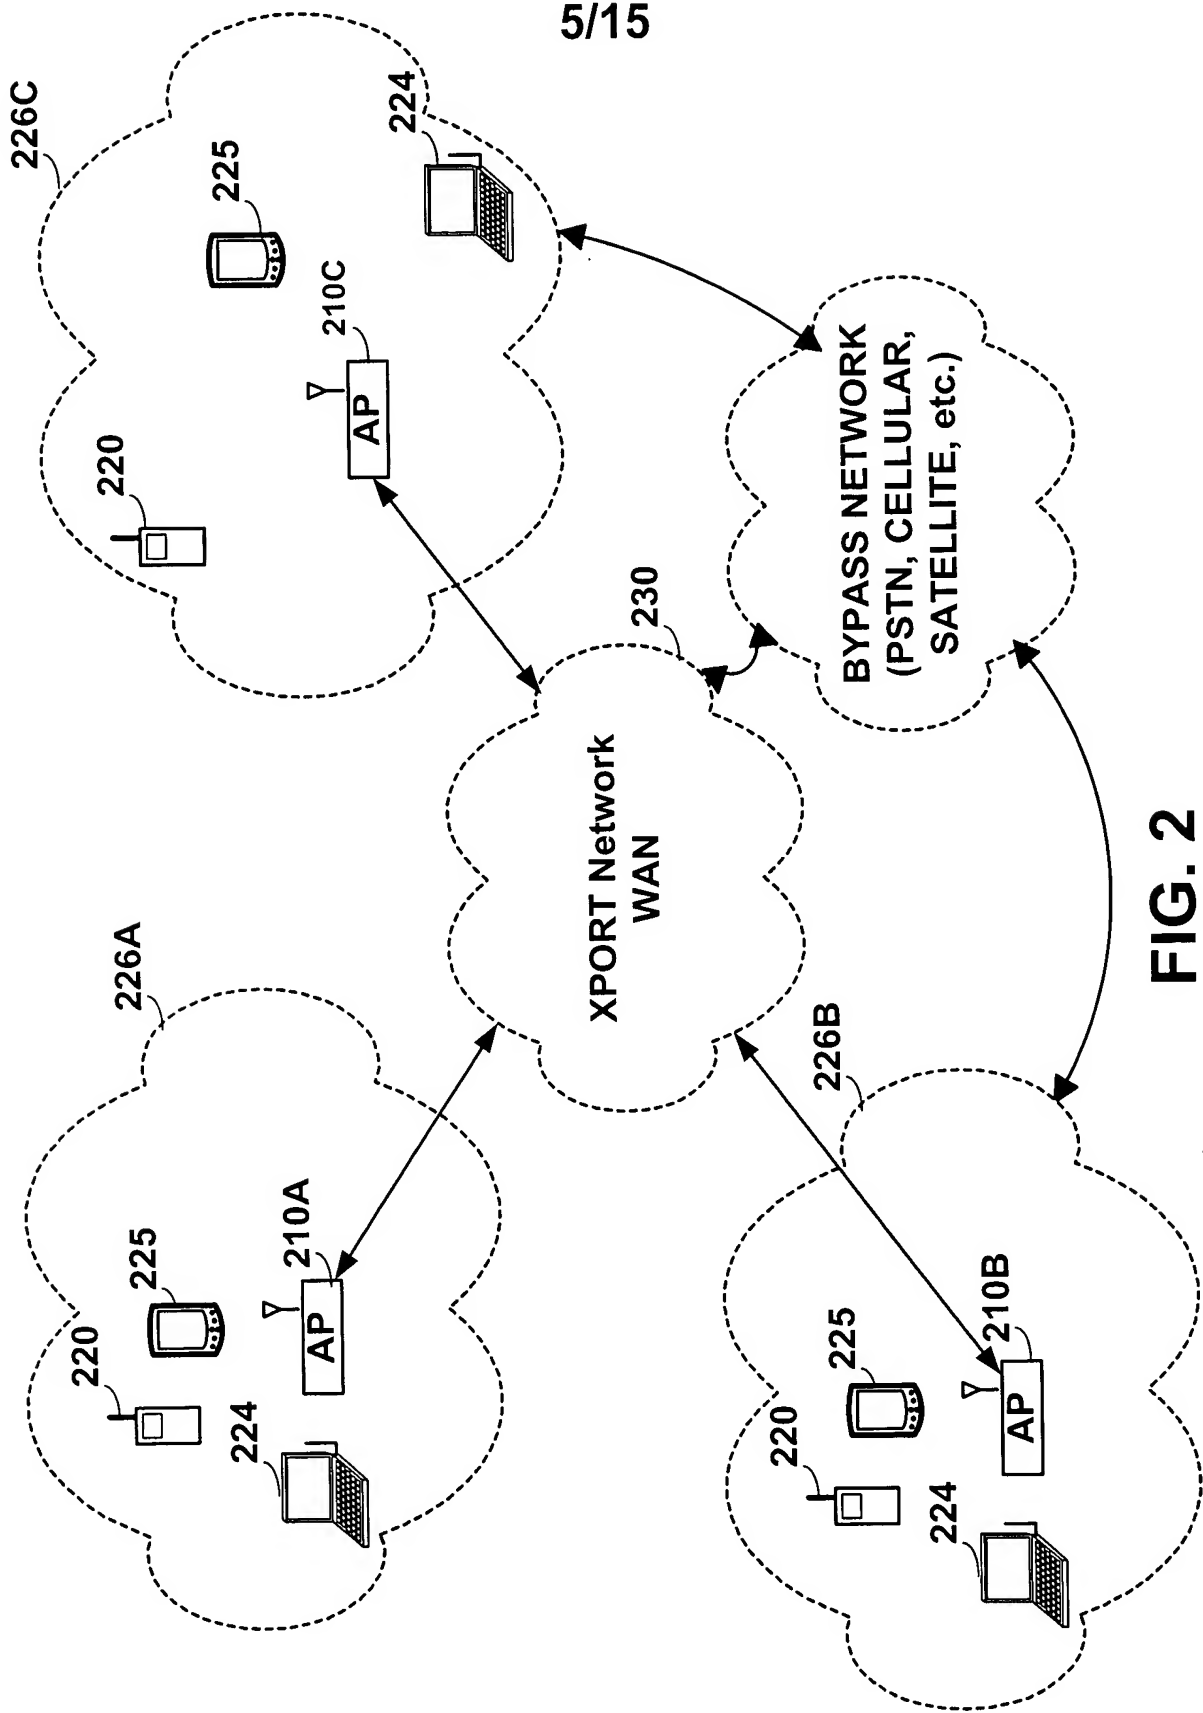 5/15
226C
225
224
210C
AP
220
230
BYPASS NETWORK
(PSTN, CELLULAR,
SATELLITE, etc.)
XPORT Network
WAN
226A
225
220
210A
AP
224
226B
225
220
210B
AP
224
FIG. 2